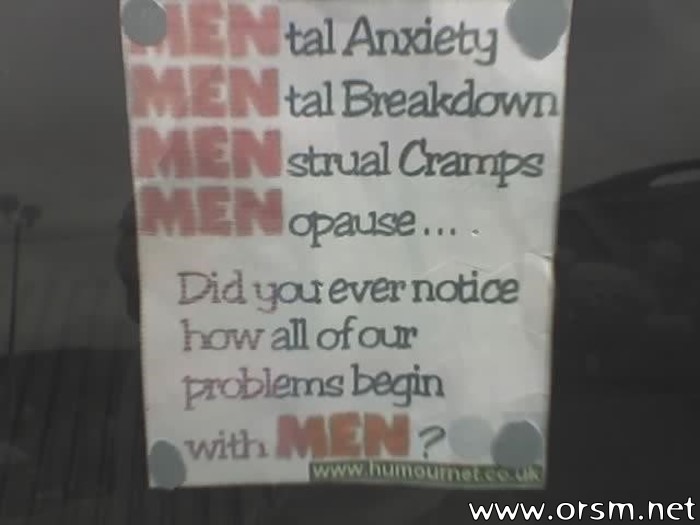 MENtal Anxiety
MENtal Breakdown
MENstrual Cramps
MENopause....
Did you ever notice
how all of our
problems begin
with MEN?
www.humournet.co.uk
www.orsm.net